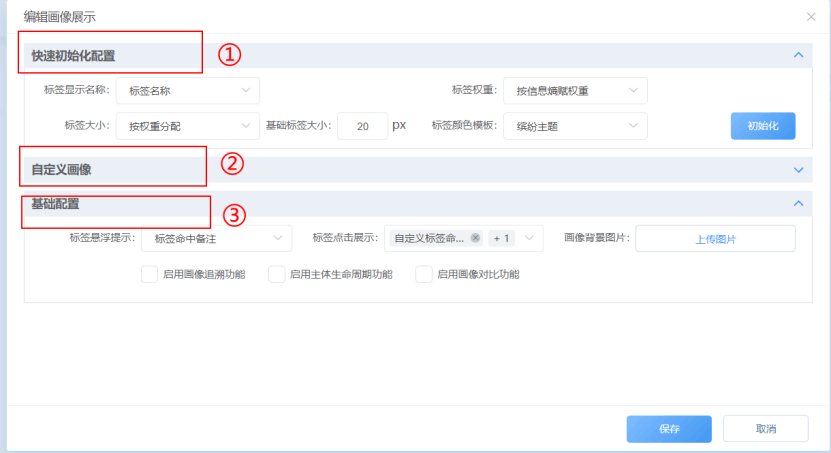 编辑画像展示
快速初始化配置 ①
标签显示名称： 标签名称 标签权重： 按信息熵赋权重
标签大小： 按权重分配 基础标签大小： 20 px 标签颜色模板： 缤纷主题 初始化
自定义画像 ②
基础配置 ③
标签悬浮提示： 标签命中备注 标签点击展示： 自定义标签命... + 1 画像背景图片： 上传图片
启用画像追溯功能 启用主体生命周期功能 启用画像对比功能
保存 取消